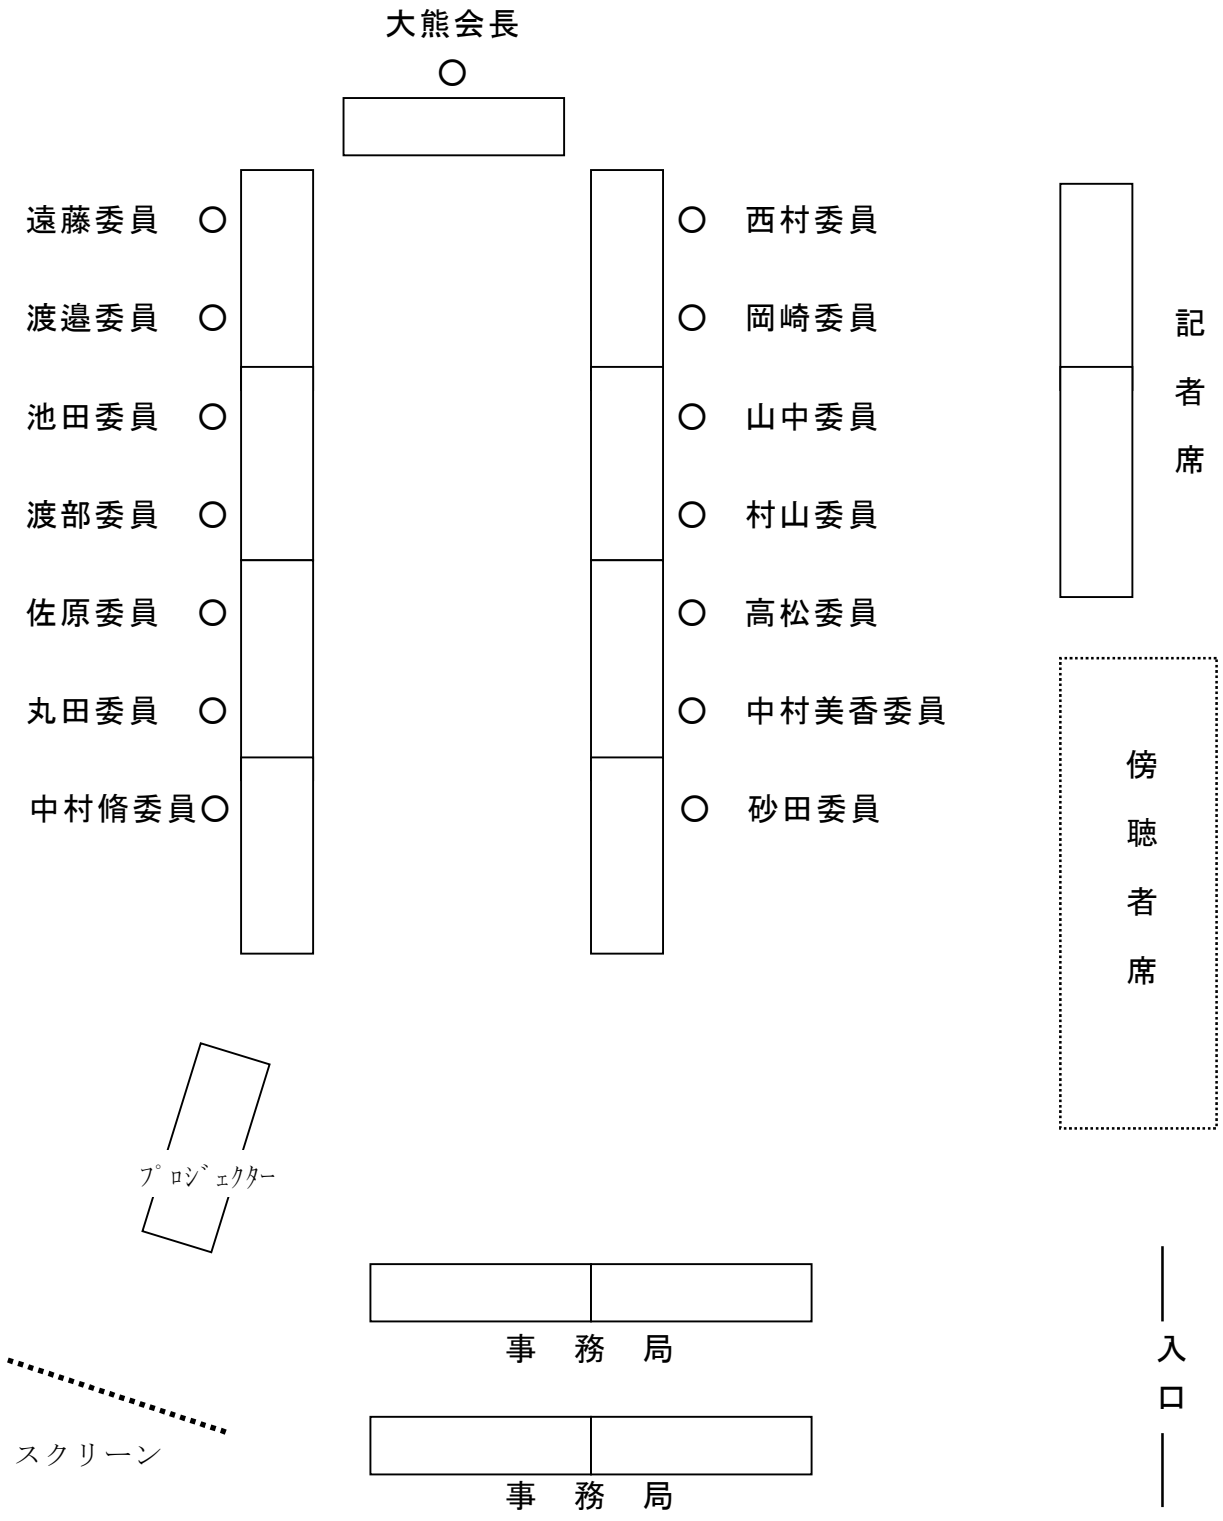 大熊会長
○
遠藤委員 ○ ○ 西村委員
渡邉委員 ○ ○ 岡崎委員
池田委員 ○ ○ 山中委員
渡部委員 ○ ○ 村山委員
佐原委員 ○ ○ 高松委員
丸田委員 ○ ○ 中村美香委員
中村脩委員○ ○ 砂田委員
記者席
傍聴者席
ﾌﾟﾛｼﾞｪｸﾀｰ
事務局
入口
スクリーン
事務局